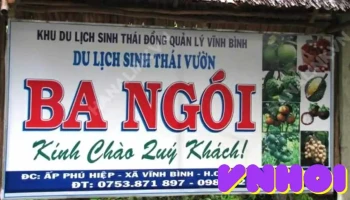 KHU DU LỊCH SINH THÁI ĐỒNG QUẢN LÝ VĨNH BÌNH
DU LỊCH SINH THÁI VƯỜN
BA NGÓI
Kính Chào Quý Khách!
ĐC: ẤP PHÚ HIỆP - XÃ VĨNH BÌNH - H.C
ĐT: 0753.871 897 - 09
VNHOI